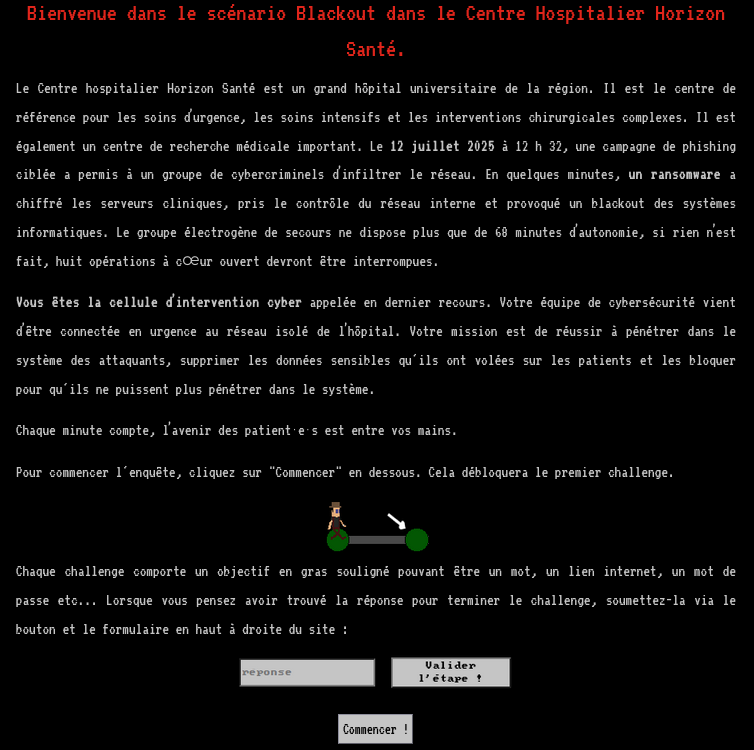 Bienvenue dans le scénario Blackout dans le Centre Hospitalier Horizon
Santé.
Le Centre hospitalier Horizon Santé est un grand hôpital universitaire de la région. Il est le centre de
référence pour les soins d'urgence, les soins intensifs et les interventions chirurgicales complexes. Il est
également un centre de recherche médicale important. Le 12 juillet 2025 à 12 h 32, une campagne de phishing
ciblée a permis à un groupe de cybercriminels d'infiltrer le réseau. En quelques minutes, un ransomware a
chiffré les serveurs cliniques, pris le contrôle du réseau interne et provoqué un blackout des systèmes
informatiques. Le groupe électrogène de secours ne dispose plus que de 60 minutes d'autonomie, si rien n'est
fait, huit opérations à cœur ouvert devront être interrompues.
Vous êtes la cellule d'intervention cyber appelée en dernier recours. Votre équipe de cybersécurité vient
d'être connectée en urgence au réseau isolé de l'hôpital. Votre mission est de réussir à pénétrer dans le
système des attaquants, supprimer les données sensibles qu'ils ont volées sur les patients et les bloquer
pour qu'ils ne puissent plus pénétrer dans le système.
Chaque minute compte, l'avenir des patient·e·s est entre vos mains.
Pour commencer l'enquête, cliquez sur "Commencer" en dessous. Cela débloquera le premier challenge.
Chaque challenge comporte un objectif en gras souligné pouvant être un mot, un lien internet, un mot de
passe etc... Lorsque vous pensez avoir trouvé la réponse pour terminer le challenge, soumettez-la via le
bouton et le formulaire en haut à droite du site :
réponse
Valider
l'étape !
Commencer !